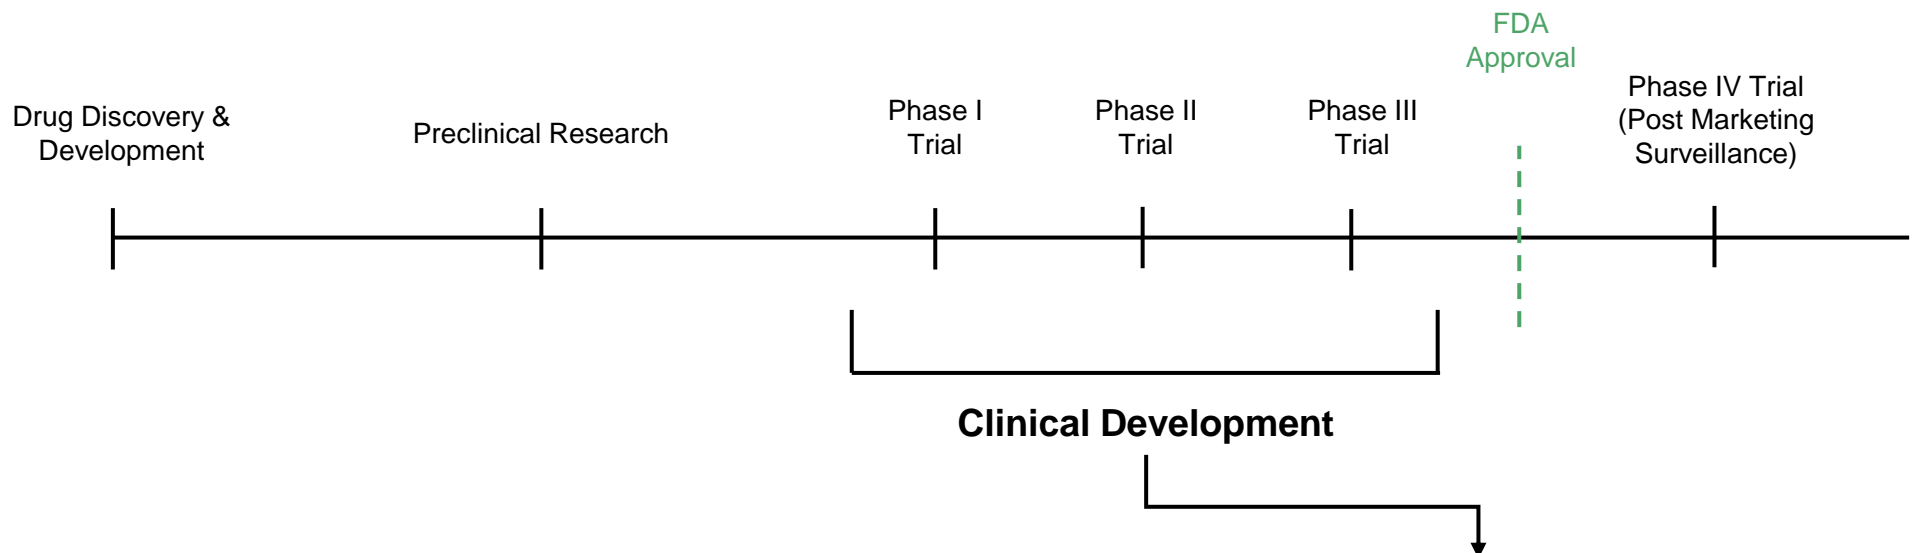 Drug Discovery &
Development
Preclinical Research
Phase I
Trial
Phase II
Trial
Phase III
Trial
FDA
Approval
Phase IV Trial
(Post Marketing
Surveillance)
Clinical Development